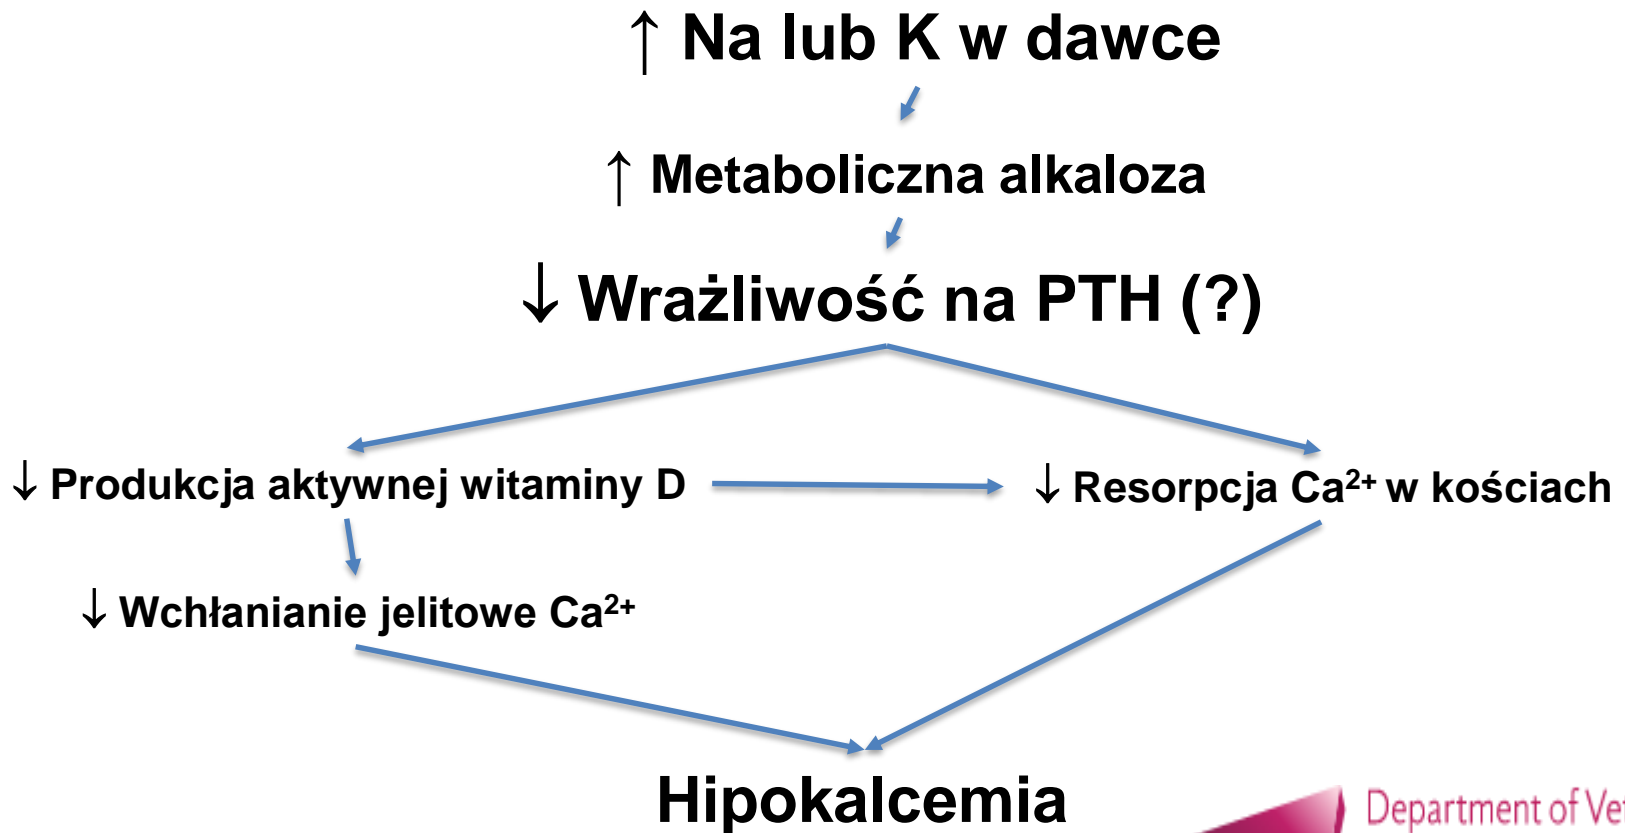 ↑ Na lub K w dawce
↑ Metaboliczna alkaloza
↓ Wrażliwość na PTH (?)
↓ Produkcja aktywnej witaminy D
↓ Resorpcja Ca²⁺ w kościach
↓ Wchłanianie jelitowe Ca²⁺
Hipokalcemia
Department of Vet